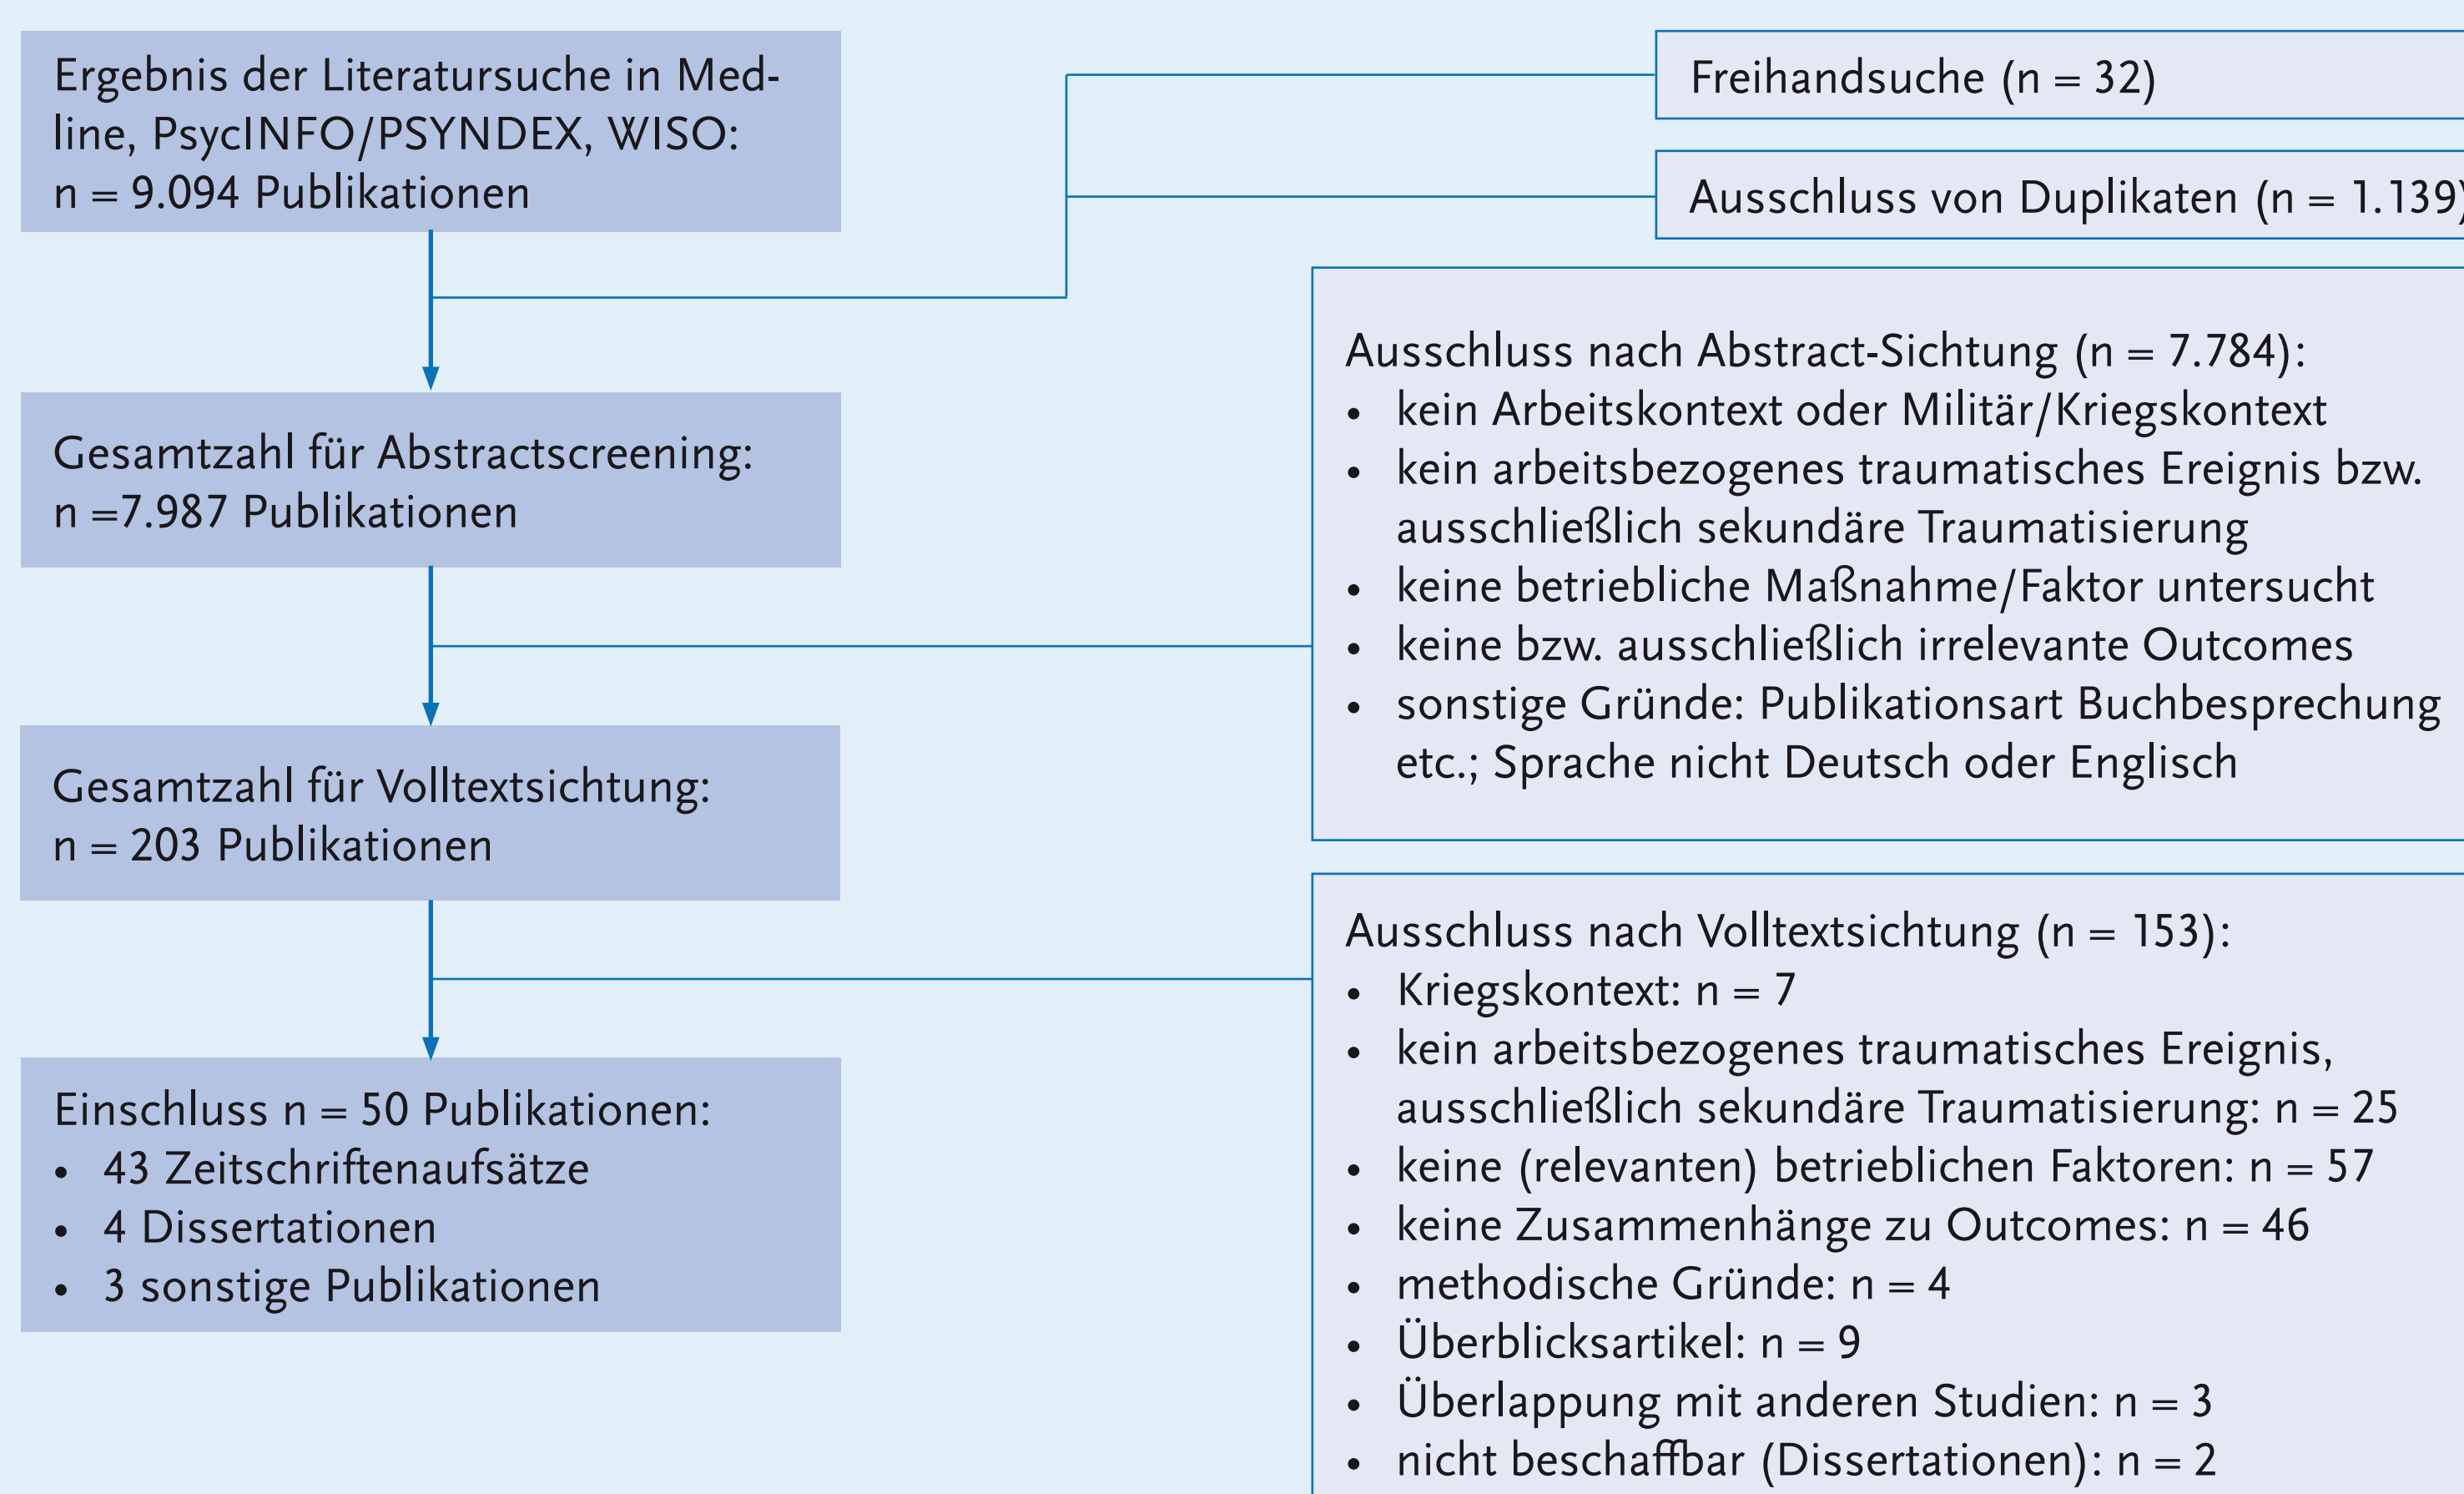 Ergebnis der Literatursuche in Med-
line, PsycINFO/PSYNDEX, WISO:
n = 9.094 Publikationen
Freihandsuche (n = 32)
Ausschluss von Duplikaten (n = 1.139)
Gesamtzahl für Abstractscreening:
n =7.987 Publikationen
Ausschluss nach Abstract-Sichtung (n = 7.784):
• kein Arbeitskontext oder Militär/Kriegskontext
• kein arbeitsbezogenes traumatisches Ereignis bzw.
ausschließlich sekundäre Traumatisierung
• keine betriebliche Maßnahme/Faktor untersucht
• keine bzw. ausschließlich irrelevante Outcomes
• sonstige Gründe: Publikationsart Buchbesprechung
etc.; Sprache nicht Deutsch oder Englisch
Gesamtzahl für Volltextsichtung:
n = 203 Publikationen
Ausschluss nach Volltextsichtung (n = 153):
• Kriegskontext: n = 7
• kein arbeitsbezogenes traumatisches Ereignis,
ausschließlich sekundäre Traumatisierung: n = 25
• keine (relevanten) betrieblichen Faktoren: n = 57
• keine Zusammenhänge zu Outcomes: n = 46
• methodische Gründe: n = 4
• Überblicksartikel: n = 9
• Überlappung mit anderen Studien: n = 3
• nicht beschaffbar (Dissertationen): n = 2
Einschluss n = 50 Publikationen:
• 43 Zeitschriftenaufsätze
• 4 Dissertationen
• 3 sonstige Publikationen